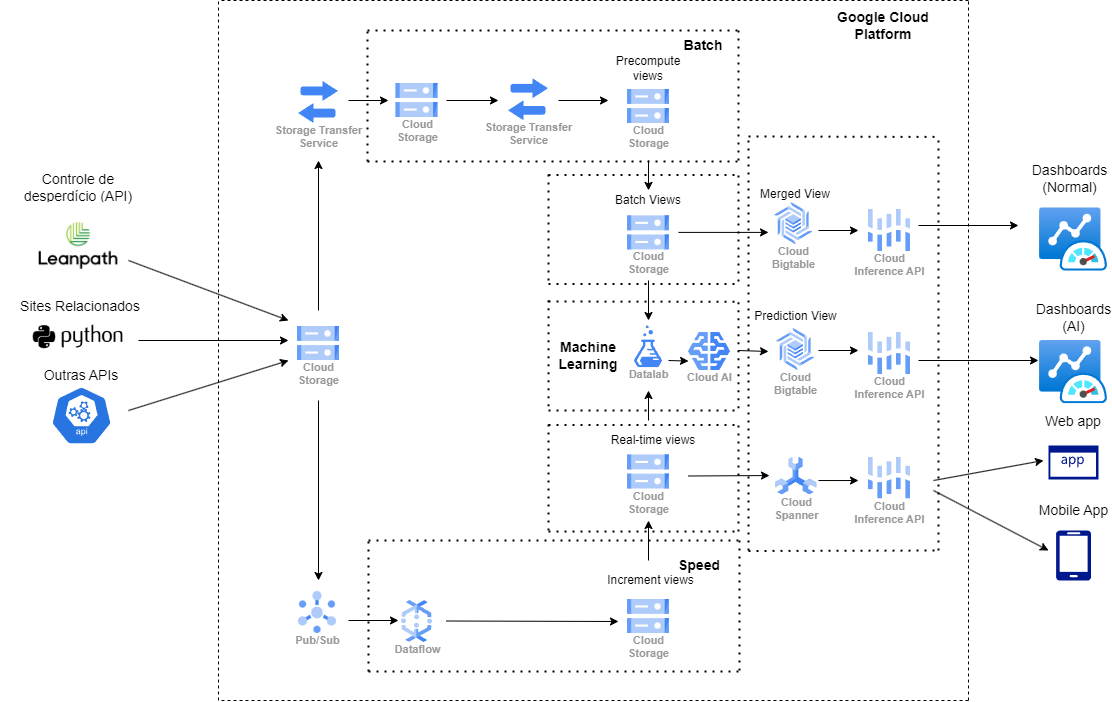 Google Cloud
Platform
Batch
Precompute
views
Storage Transfer
Service
Cloud
Storage
Storage Transfer
Service
Cloud
Storage
Controle de
desperdício (API)
Leanpath
Sites Relacionados
python
Outras APIs
api
Cloud
Storage
Batch Views
Cloud
Storage
Merged View
Cloud
Bigtable
Cloud
Inference API
Dashboards
(Normal)
Machine
Learning
Datalab
Cloud AI
Prediction View
Cloud
Bigtable
Cloud
Inference API
Dashboards
(AI)
Real-time views
Cloud
Storage
Cloud
Spanner
Cloud
Inference API
Web app
app
Mobile App
Speed
Increment views
Pub/Sub
Dataflow
Cloud
Storage